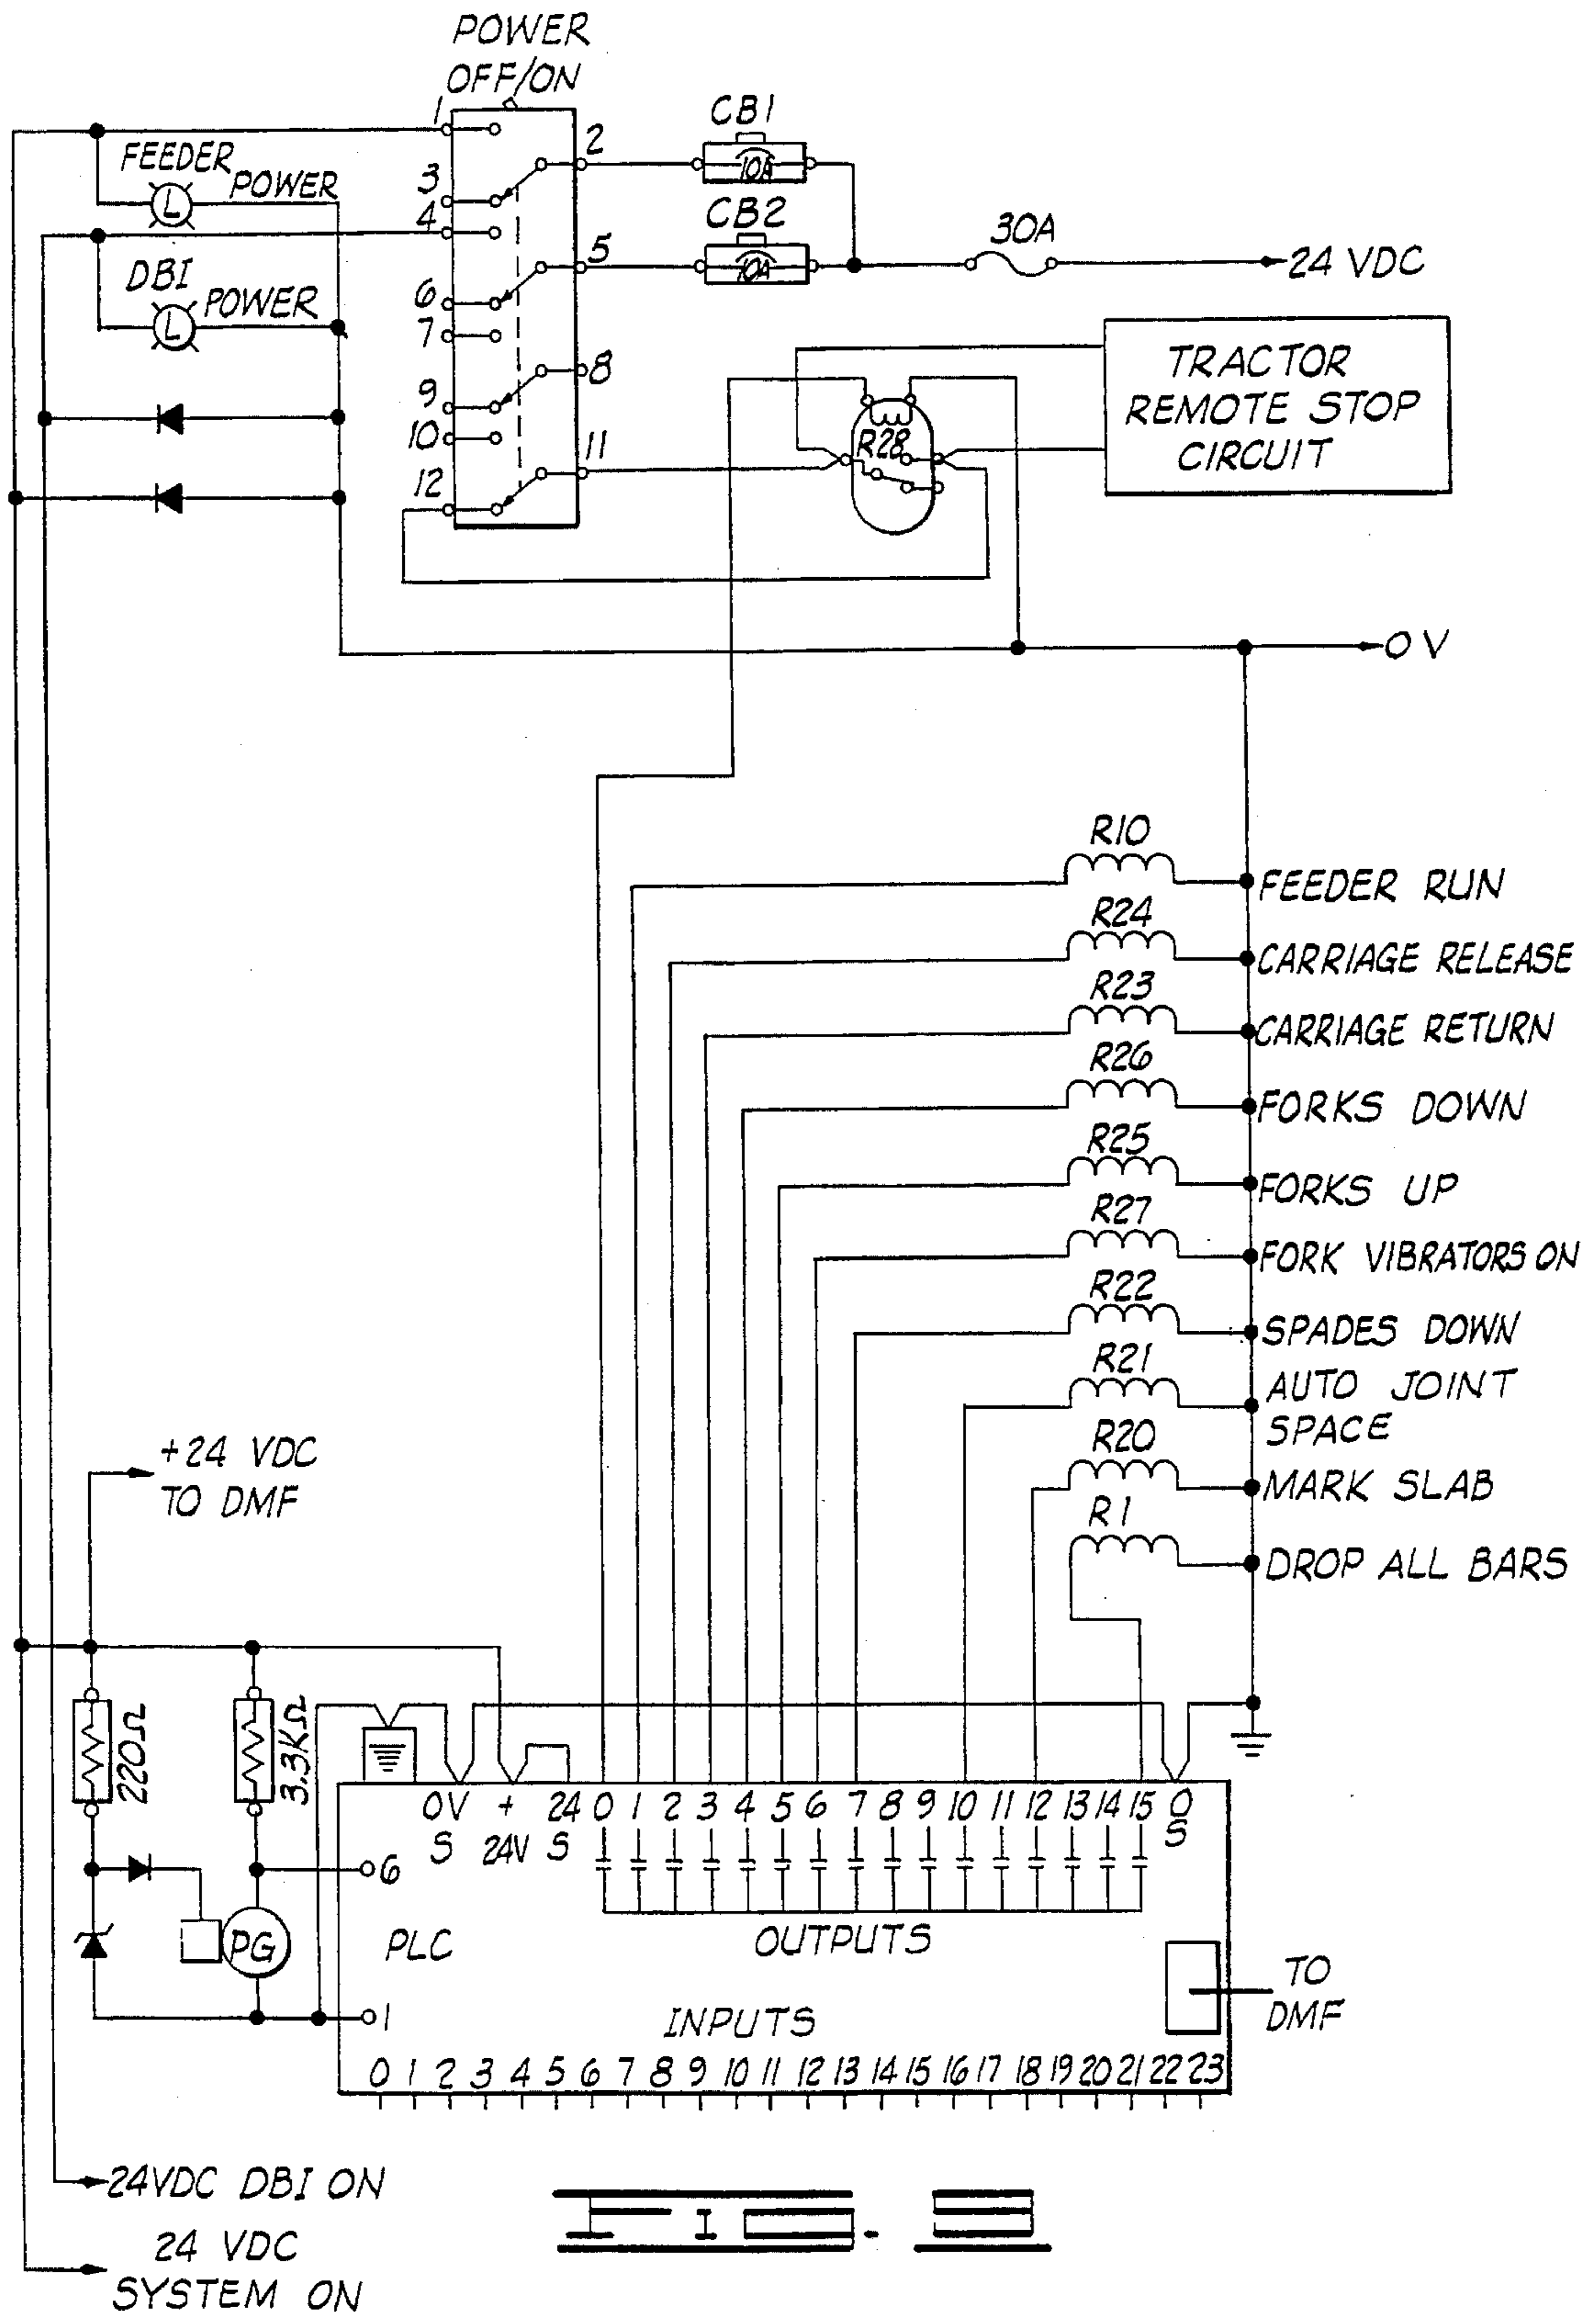 POWER
OFF/ON
1
2
CB1
10A
FEEDER
POWER
L
3
4
CB2
10A
5
30A
24 VDC
DBI
POWER
L
6
7
8
9
10
11
12
R28
TRACTOR
REMOTE STOP
CIRCUIT
0 V
R10
FEEDER RUN
R24
CARRIAGE RELEASE
R23
CARRIAGE RETURN
R26
FORKS DOWN
R25
FORKS UP
R27
FORK VIBRATORS ON
R22
SPADES DOWN
R21
AUTO JOINT
SPACE
R20
MARK SLAB
R1
DROP ALL BARS
+24 VDC
TO DMF
220Ω
3.3KΩ
0V + 24 0 1 2 3 4 5 6 7 8 9 10 11 12 13 14 15 0
S 24V S S
6
PG
PLC
OUTPUTS
TO
DMF
1
INPUTS
0 1 2 3 4 5 6 7 8 9 10 11 12 13 14 15 16 17 18 19 20 21 22 23
24VDC DBI ON
24 VDC
SYSTEM ON